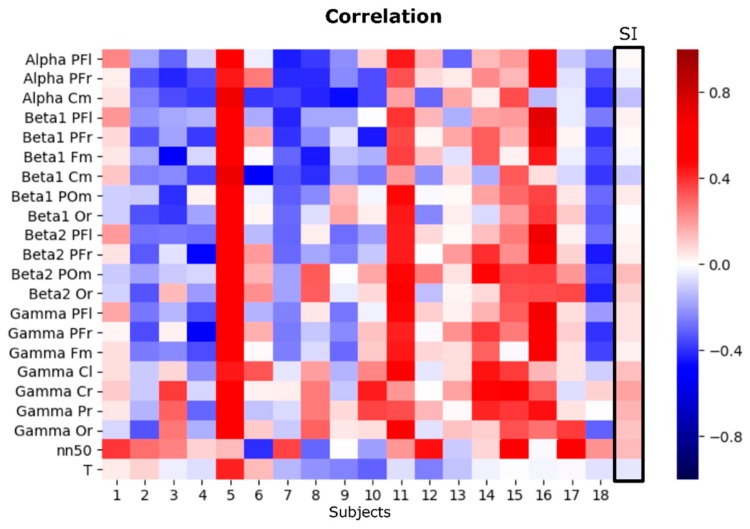 Correlation
SI
Alpha PFl
Alpha PFr
Alpha Cm
Beta1 PFl
Beta1 PFr
Beta1 Fm
Beta1 Cm
Beta1 POm
Beta1 Or
Beta2 PFl
Beta2 PFr
Beta2 POm
Beta2 Or
Gamma PFl
Gamma PFr
Gamma Fm
Gamma Cl
Gamma Cr
Gamma Pr
Gamma Or
nn50
T
1 2 3 4 5 6 7 8 9 10 11 12 13 14 15 16 17 18
Subjects
0.8
0.4
0.0
−0.4
−0.8